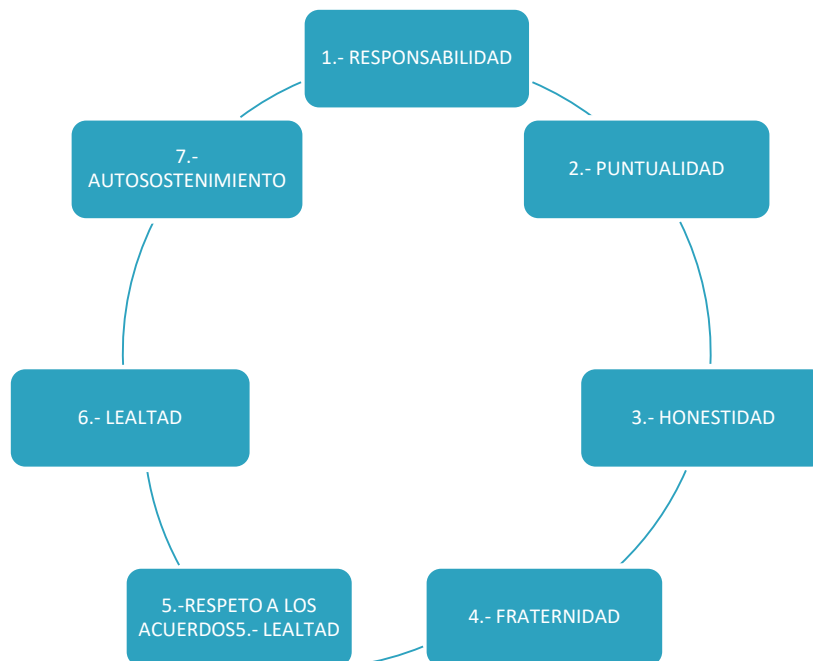 1.- RESPONSABILIDAD
2.- PUNTUALIDAD
3.- HONESTIDAD
4.- FRATERNIDAD
5.-RESPETO A LOS
ACUERDOS5.- LEALTAD
6.- LEALTAD
7.-
AUTOSOSTENIMIENTO